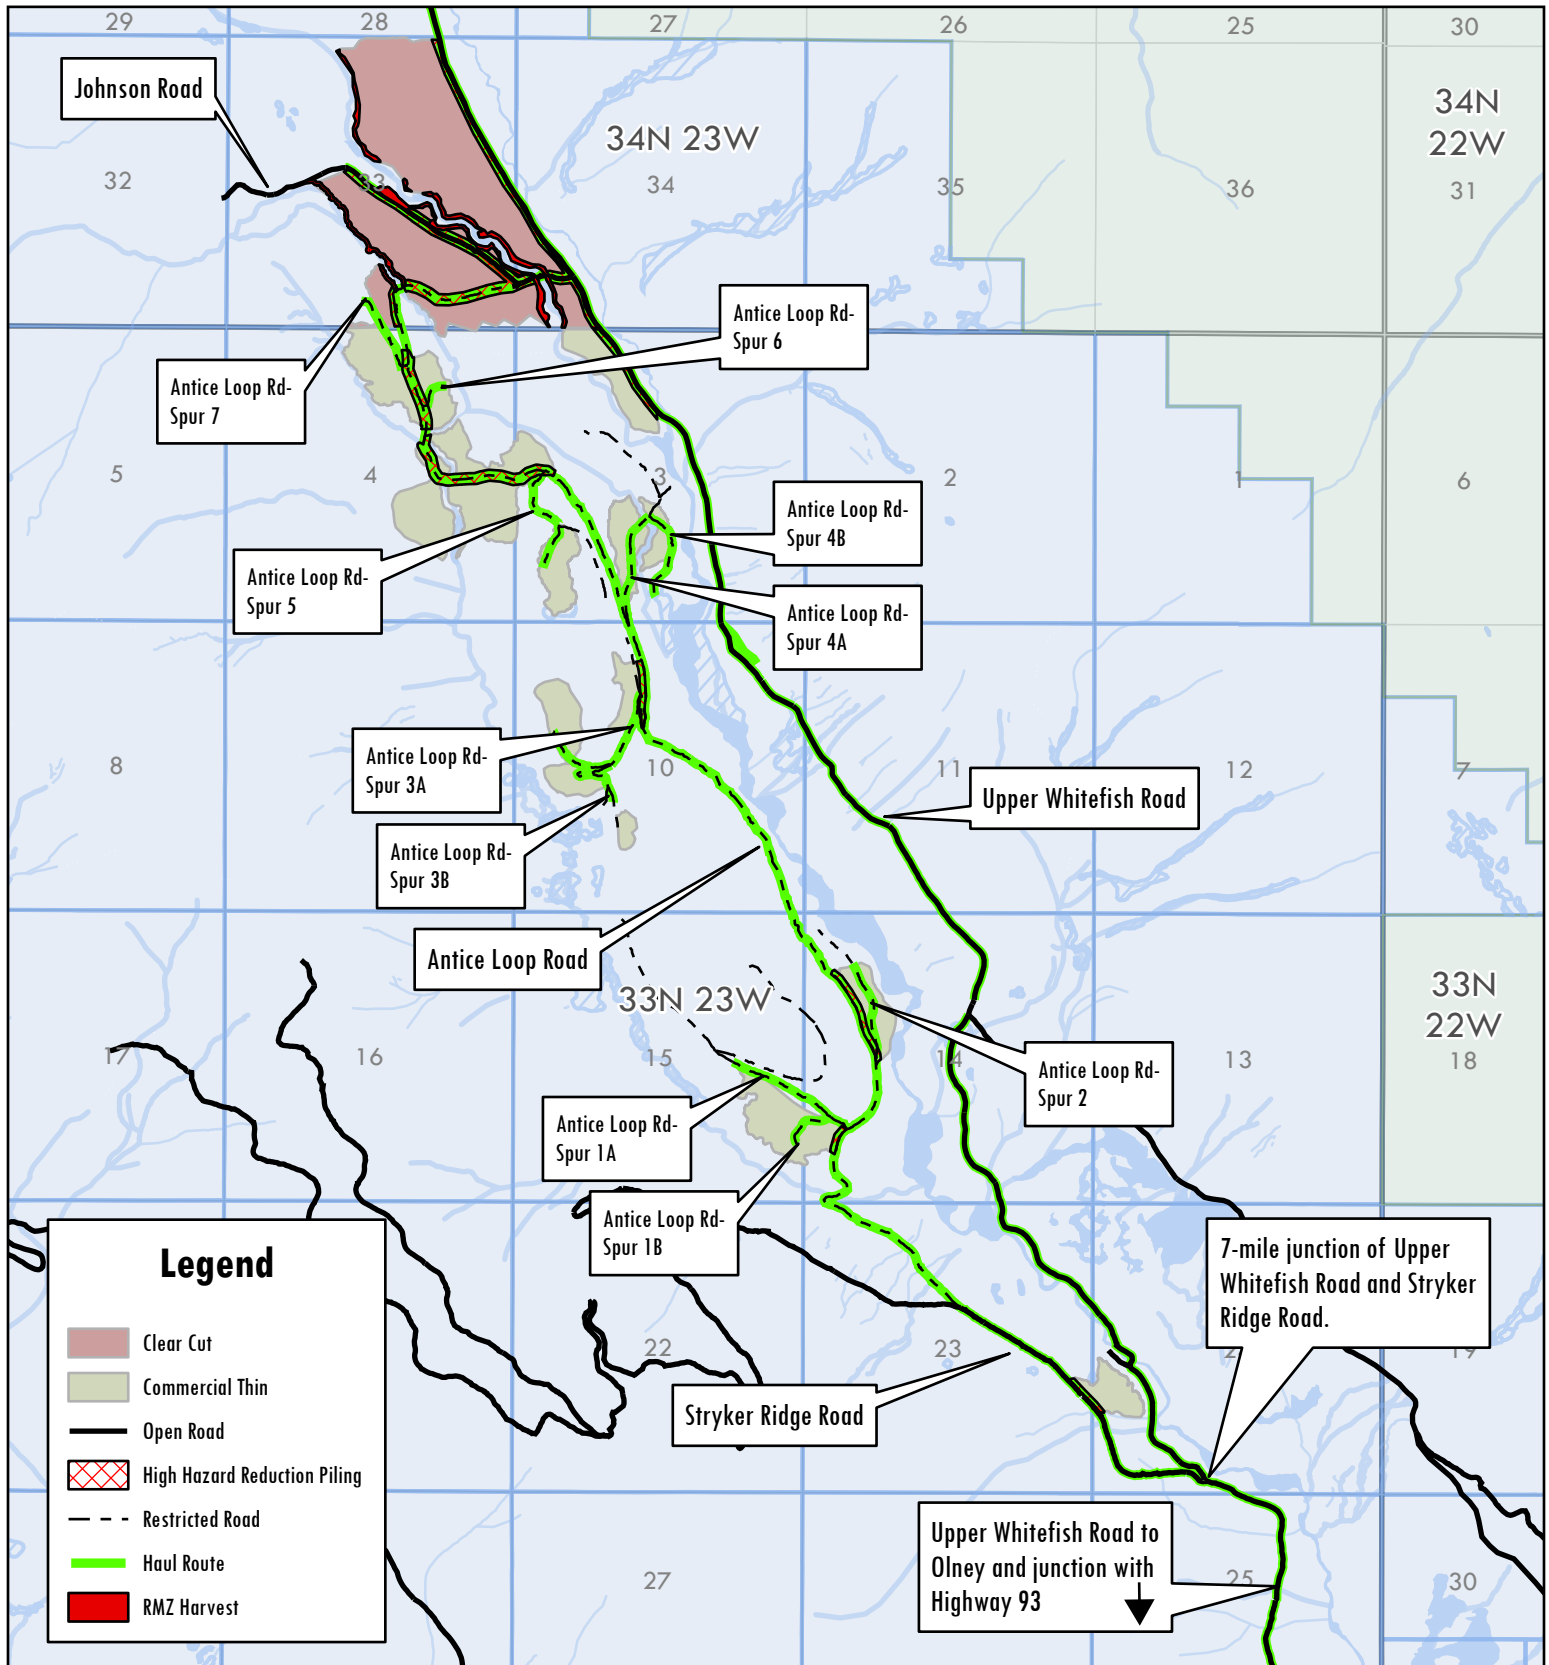 29
28
27
26
25
30
Johnson Road
34N 23W
34N
22W
32
33
34
35
36
31
Antice Loop Rd-
Spur 6
Antice Loop Rd-
Spur 7
5
4
3
2
1
6
Antice Loop Rd-
Spur 4B
Antice Loop Rd-
Spur 5
Antice Loop Rd-
Spur 4A
Antice Loop Rd-
Spur 3A
8
10
11
12
7
Upper Whitefish Road
Antice Loop Rd-
Spur 3B
Antice Loop Road
33N 23W
33N
22W
17
16
15
14
13
18
Antice Loop Rd-
Spur 2
Antice Loop Rd-
Spur 1A
Antice Loop Rd-
Spur 1B
7-mile junction of Upper
Whitefish Road and Stryker
Ridge Road.
22
23
19
Stryker Ridge Road
Legend
Clear Cut
Commercial Thin
Open Road
High Hazard Reduction Piling
Restricted Road
Haul Route
RMZ Harvest
Upper Whitefish Road to
Olney and junction with
Highway 93
27
25
30